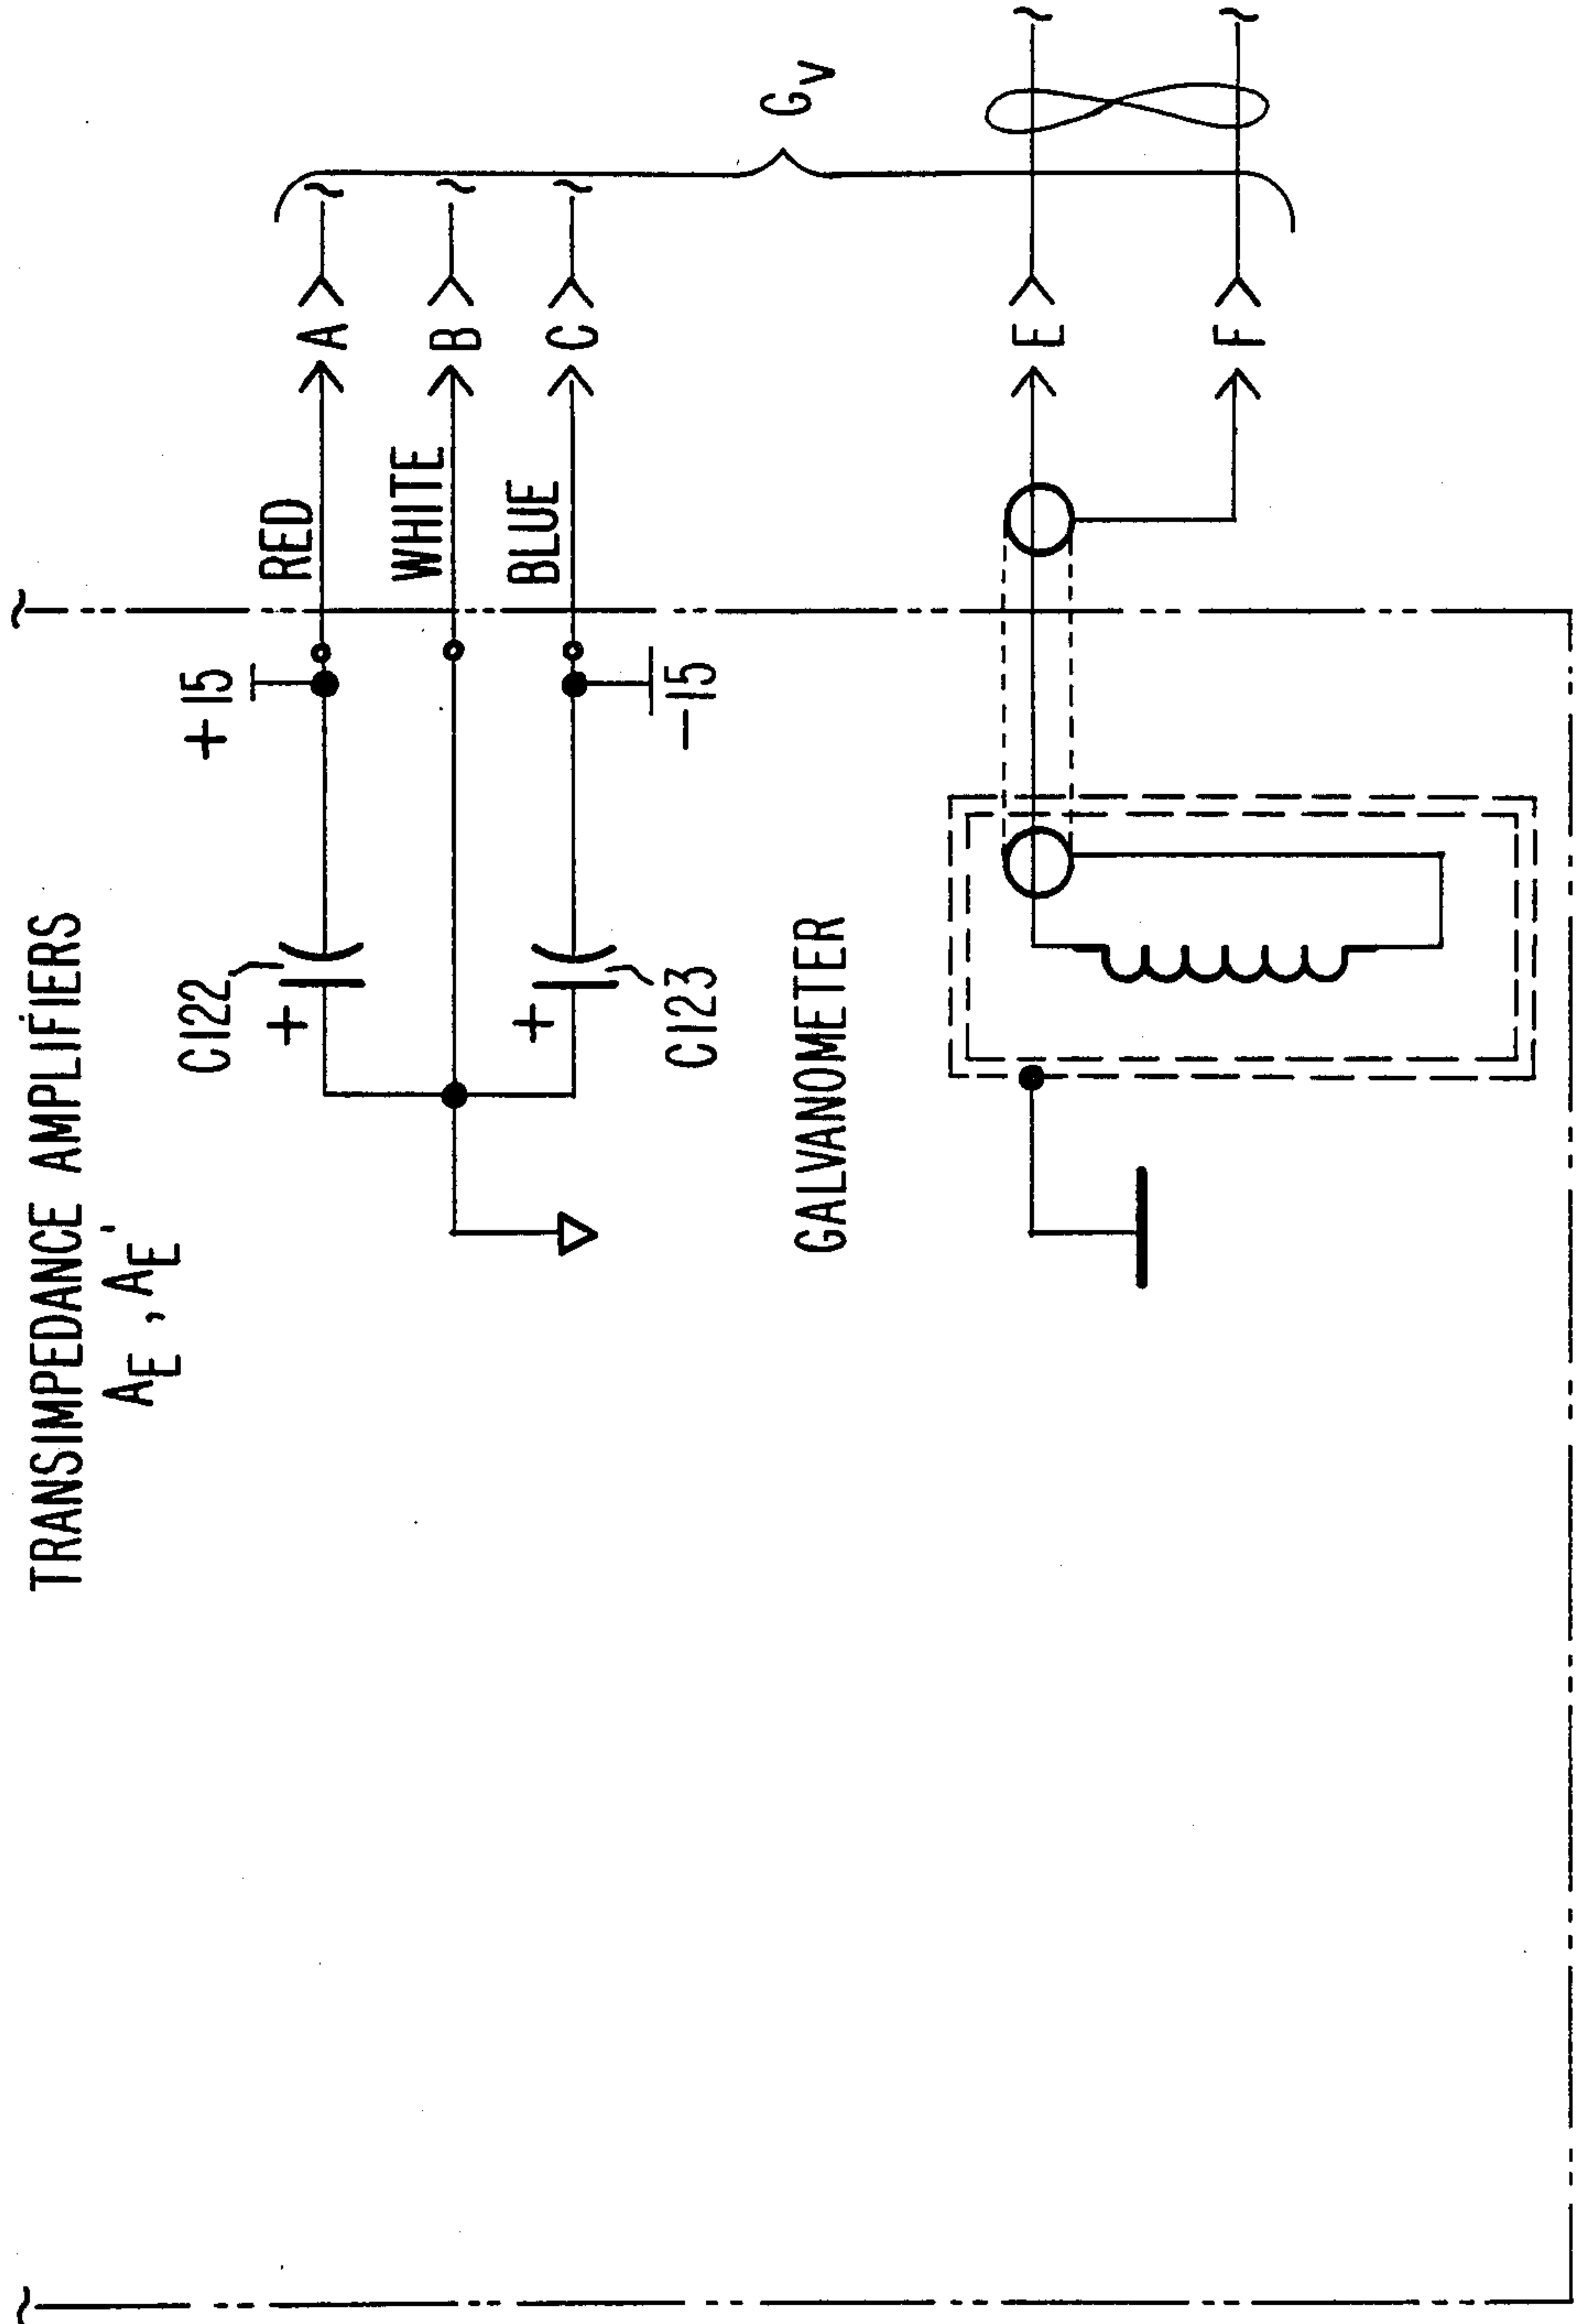 TRANSIMPEDANCE AMPLIFIERS
A_E , A_E'
C122
+
+15
RED
A
WHITE
B
+
C123
-15
BLUE
C
G_V
GALVANOMETER
E
F